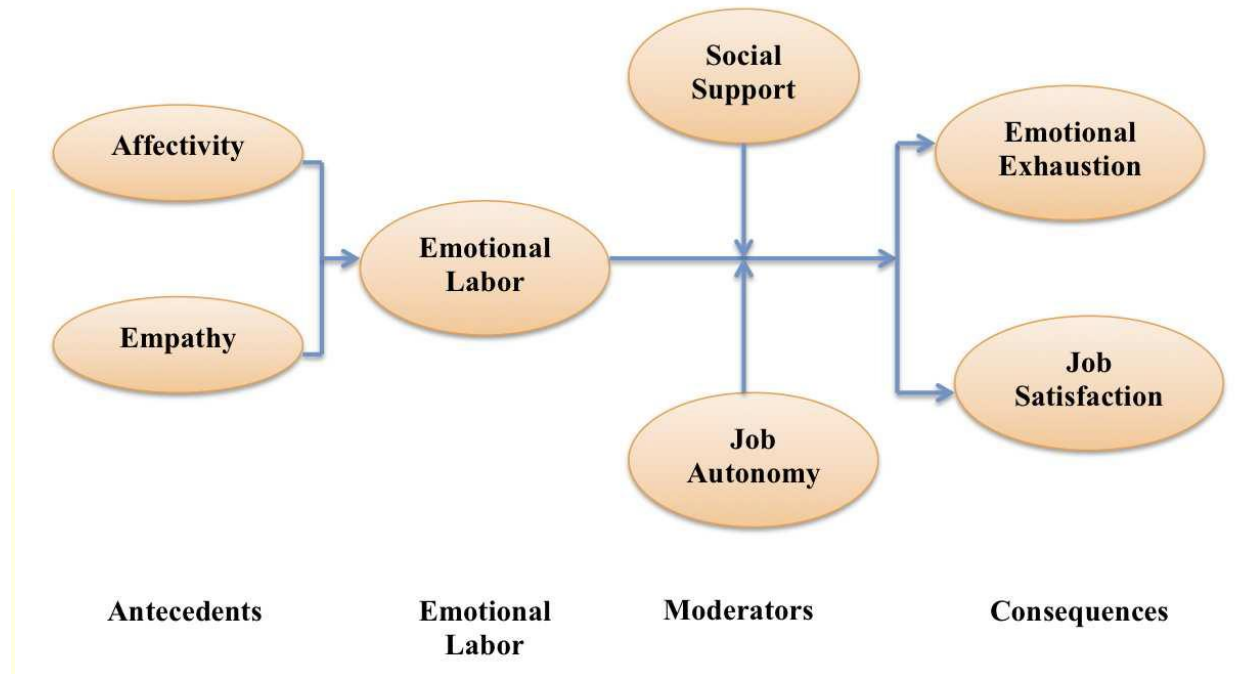 Social
Support
Affectivity
Emotional
Exhaustion
Emotional
Labor
Empathy
Job
Satisfaction
Job
Autonomy
Antecedents
Emotional
Labor
Moderators
Consequences